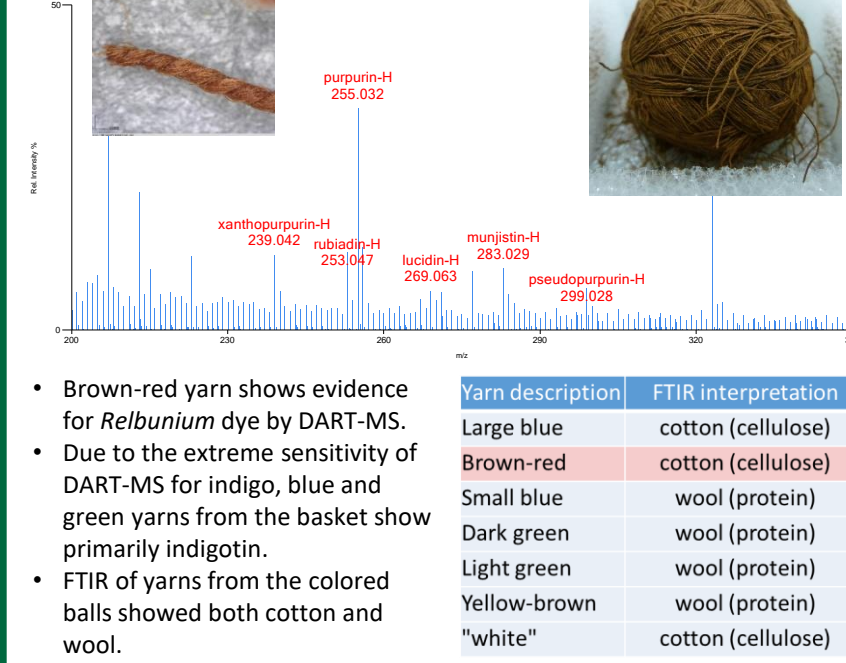 50
purpurin-H
255.032
Rel. Intensity %
xanthopurpurin-H
239.042
rubiadin-H
253.047
lucidin-H
269.063
munjistin-H
283.029
pseudopurpurin-H
299.028
0
200 230 260 290 320
m/z
• Brown-red yarn shows evidence
for Relbunium dye by DART-MS.
• Due to the extreme sensitivity of
DART-MS for indigo, blue and
green yarns from the basket show
primarily indigotin.
• FTIR of yarns from the colored
balls showed both cotton and
wool.
Yarn description FTIR interpretation
Large blue cotton (cellulose)
Brown-red cotton (cellulose)
Small blue wool (protein)
Dark green wool (protein)
Light green wool (protein)
Yellow-brown wool (protein)
"white" cotton (cellulose)